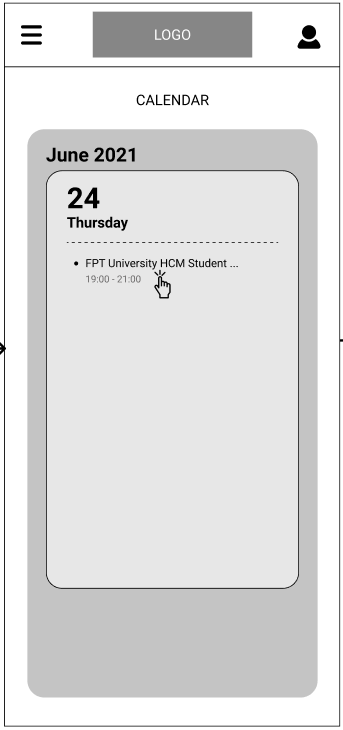 LOGO
CALENDAR
June 2021
24
Thursday
• FPT University HCM Student ...
19:00 - 21:00